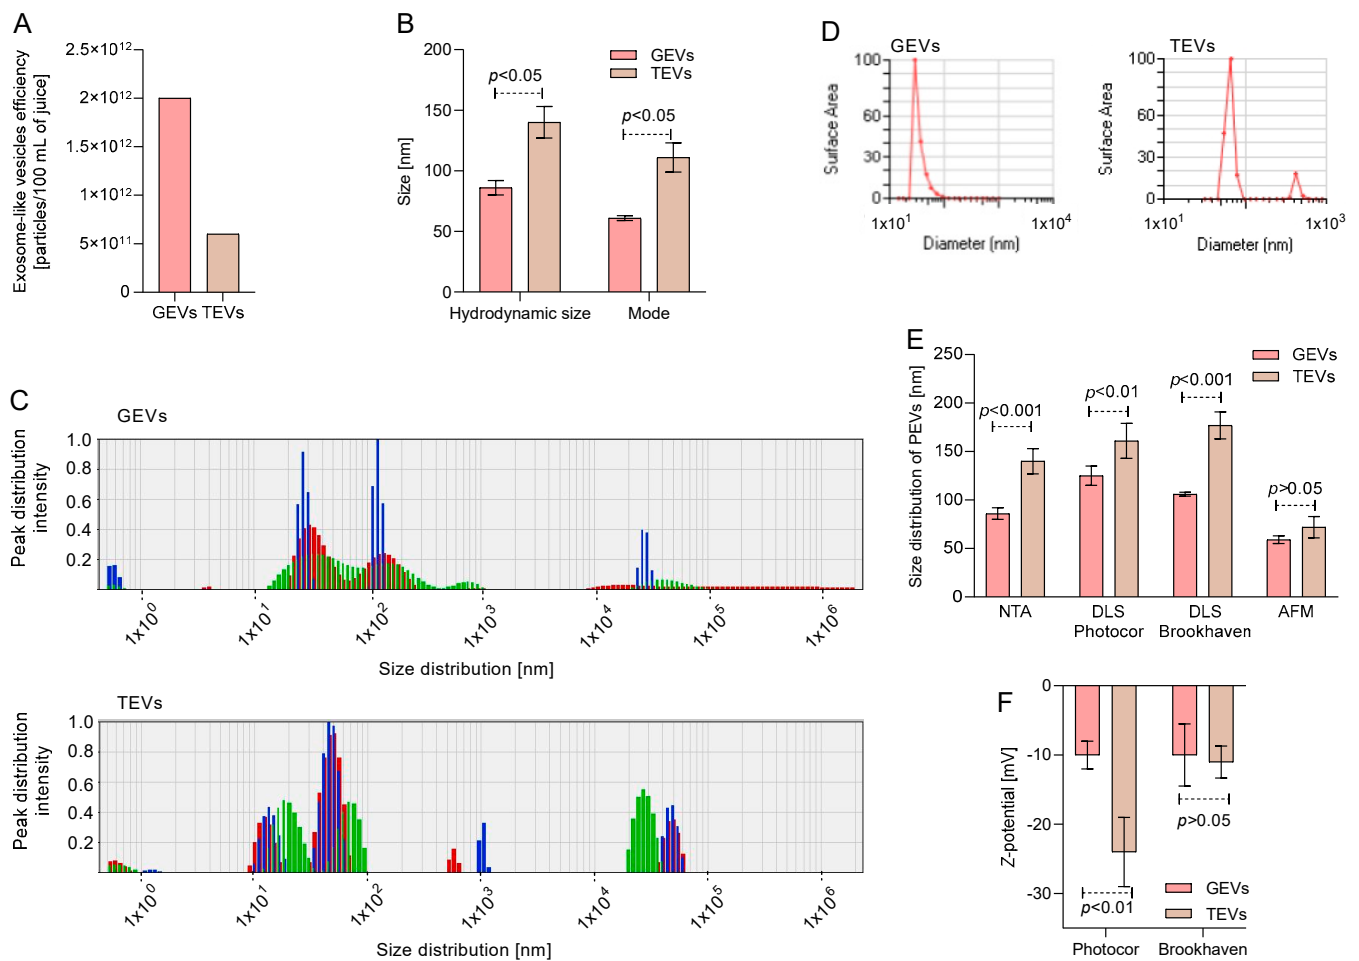 A
Exosome-like vesicles efficiency
[particles/100 mL of juice]
2.5×10¹²
2×10¹²
1.5×10¹²
1×10¹²
5×10¹¹
0
GEVs TEVs
B
Size [nm]
200
150
100
50
0
p<0.05
p<0.05
GEVs
TEVs
Hydrodynamic size
Mode
C
GEVs
Peak distribution
intensity
1.0
0.8
0.6
0.4
0.2
1x10⁰
1x10¹
1x10²
1x10³
1x10⁴
1x10⁵
1x10⁶
Size distribution [nm]
TEVs
Peak distribution
intensity
1.0
0.8
0.6
0.4
0.2
1x10⁰
1x10¹
1x10²
1x10³
1x10⁴
1x10⁵
1x10⁶
Size distribution [nm]
D
GEVs
Surface Area
100
60
30
0
1x10¹
1x10⁴
Diameter (nm)
TEVs
Surface Area
100
60
30
0
1x10¹
1x10³
Diameter (nm)
E
Size distribution of PEVs [nm]
250
200
150
100
50
0
p<0.001
p<0.01
p<0.001
p>0.05
GEVs
TEVs
NTA
DLS
Photocor
DLS
Brookhaven
AFM
F
Z-potential [mV]
0
-10
-20
-30
p<0.01
p>0.05
GEVs
TEVs
Photocor
Brookhaven